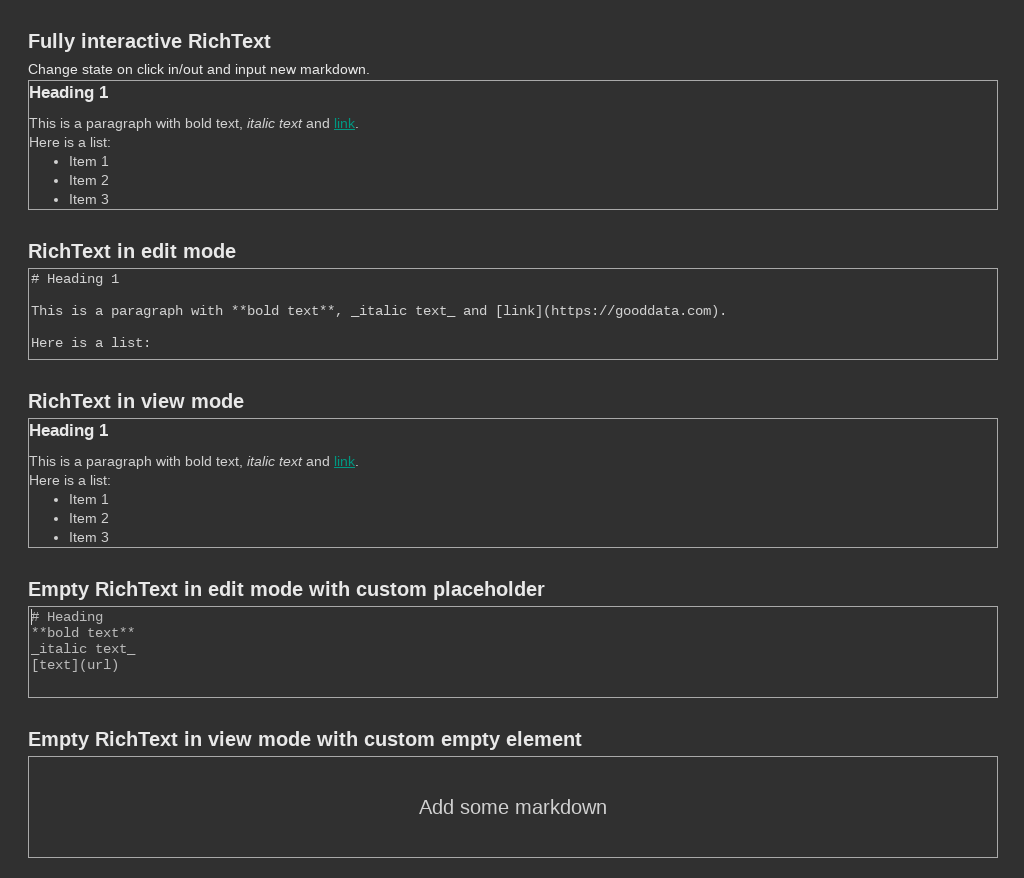 Fully interactive RichText
Change state on click in/out and input new markdown.
Heading 1
This is a paragraph with bold text, italic text and link.
Here is a list:
• Item 1
• Item 2
• Item 3
RichText in edit mode
# Heading 1
This is a paragraph with **bold text**, _italic text_ and [link](https://gooddata.com).
Here is a list:
RichText in view mode
Heading 1
This is a paragraph with bold text, italic text and link.
Here is a list:
• Item 1
• Item 2
• Item 3
Empty RichText in edit mode with custom placeholder
# Heading
**bold text**
_italic text_
[text](url)
Empty RichText in view mode with custom empty element
Add some markdown